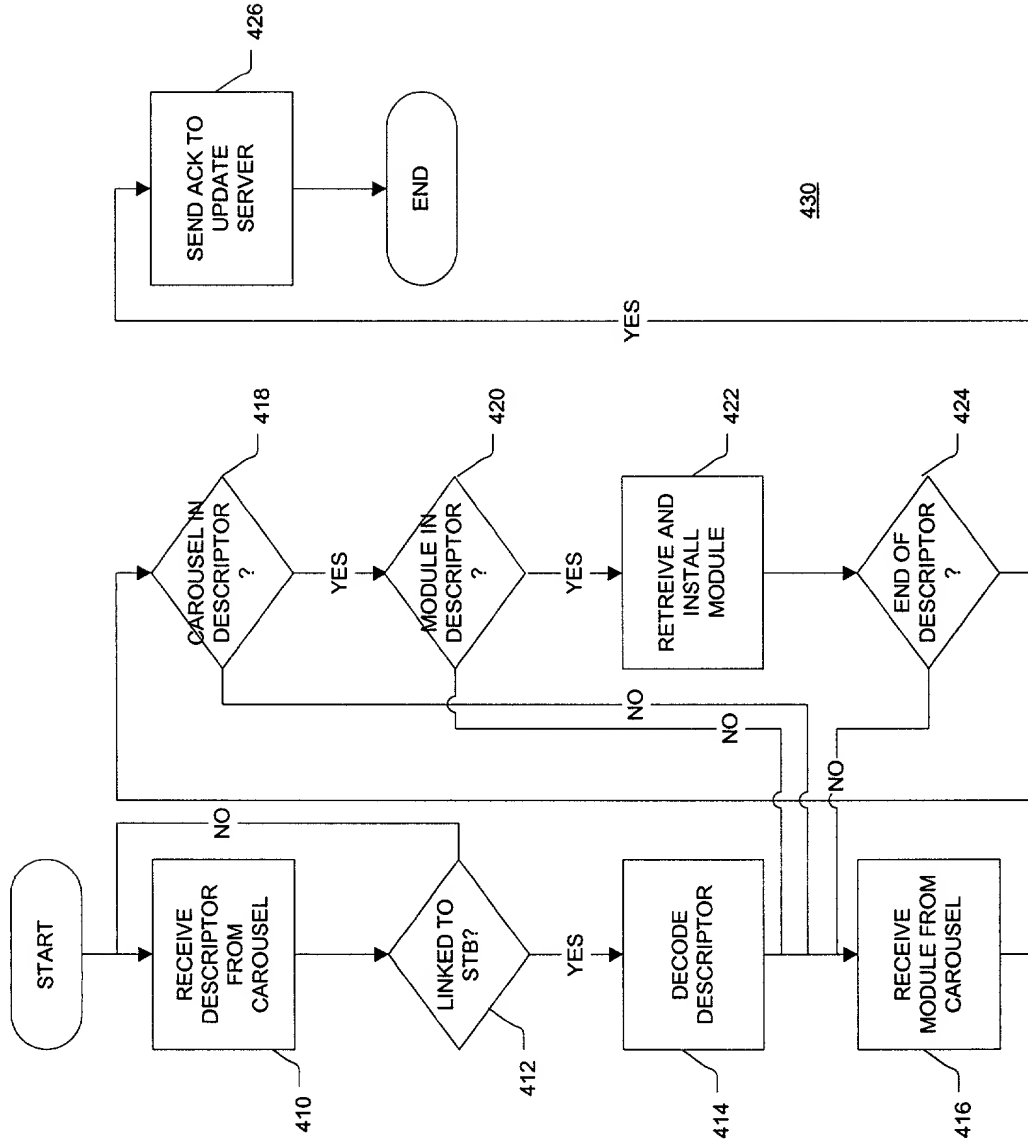 START
RECEIVE
DESCRIPTOR
FROM
CAROUSEL
410
NO
LINKED TO
STB?
412
YES
DECODE
DESCRIPTOR
414
RECEIVE
MODULE FROM
CAROUSEL
416
CAROUSEL IN
DESCRIPTOR
?
418
YES
NO
MODULE IN
DESCRIPTOR
?
420
YES
NO
RETREIVE AND
INSTALL
MODULE
422
END OF
DESCRIPTOR
?
424
NO
YES
SEND ACK TO
UPDATE
SERVER
426
END
430